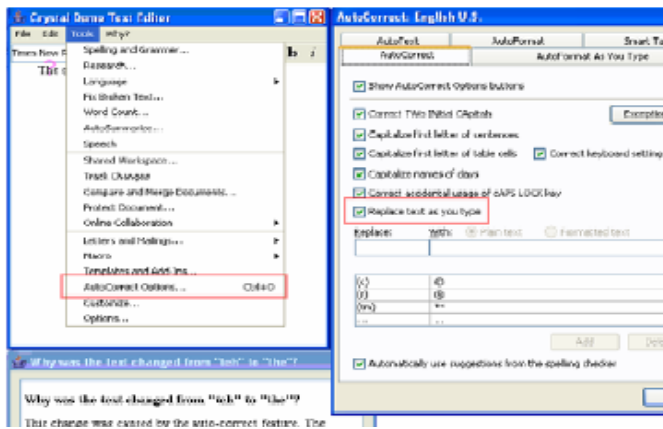 Crystal Dome Text Editor
File Edit Tools Why?
Times New R b i
This
Spelling and Grammar...
Research...
Language
Fix Broken Text...
Word Count...
AutoSummarize...
Speech
Shared Workspace...
Track Changes
Compare and Merge Documents...
Protect Document...
Online Collaboration
Letters and Mailings...
Macro
Templates and Add-Ins...
AutoCorrect Options... Ctrl+O
Customize...
Options...
AutoCorrect: English U.S.
AutoText AutoFormat Smart Ta
AutoCorrect AutoFormat As You Type
Show AutoCorrect Options buttons
Correct TWo INitial CApitals Exceptio
Capitalize first letter of sentences
Capitalize first letter of table cells Correct keyboard setting
Capitalize names of days
Correct accidental usage of cAPS LOCK key
Replace text as you type
Replace: With: Plain text Formatted text
(c) ©
(r) ®
(tm) ™
... ...
Add Dele
Automatically use suggestions from the spelling checker
Why was the text changed from "teh" to "the"?
Why was the text changed from "teh" to "the"?
This change was caused by the auto-correct feature. The